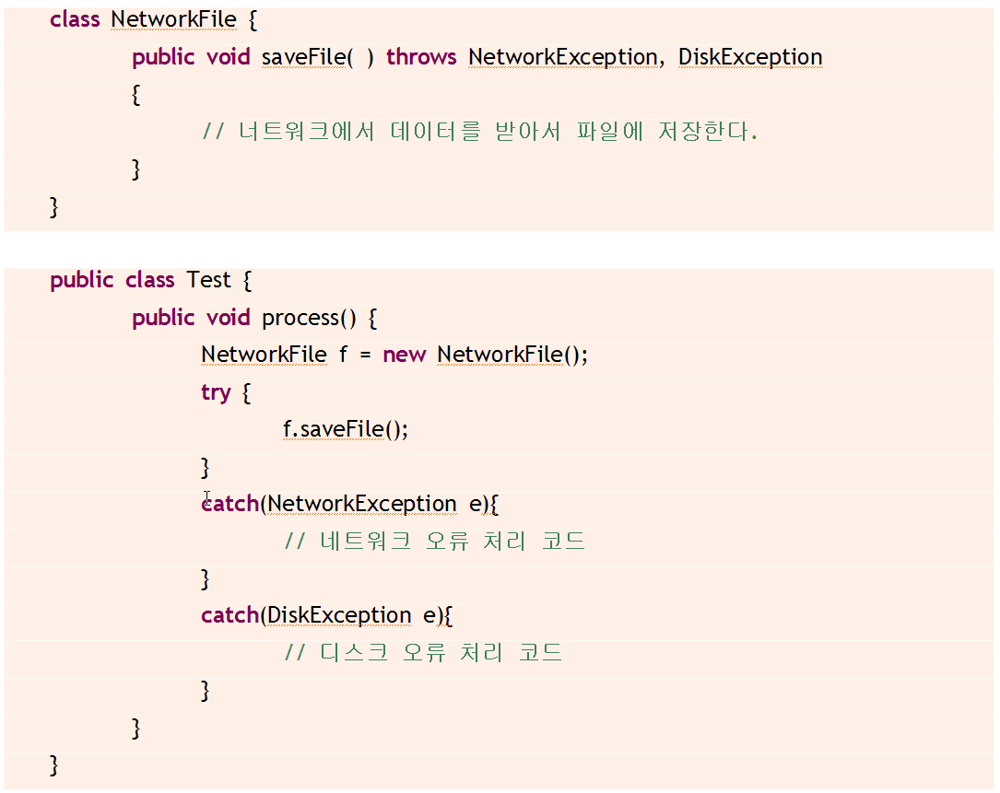 class NetworkFile {
public void saveFile( ) throws NetworkException, DiskException
{
// 너트워크에서 데이터를 받아서 파일에 저장한다.
}
}
public class Test {
public void process() {
NetworkFile f = new NetworkFile();
try {
f.saveFile();
}
catch(NetworkException e){
// 네트워크 오류 처리 코드
}
catch(DiskException e){
// 디스크 오류 처리 코드
}
}
}